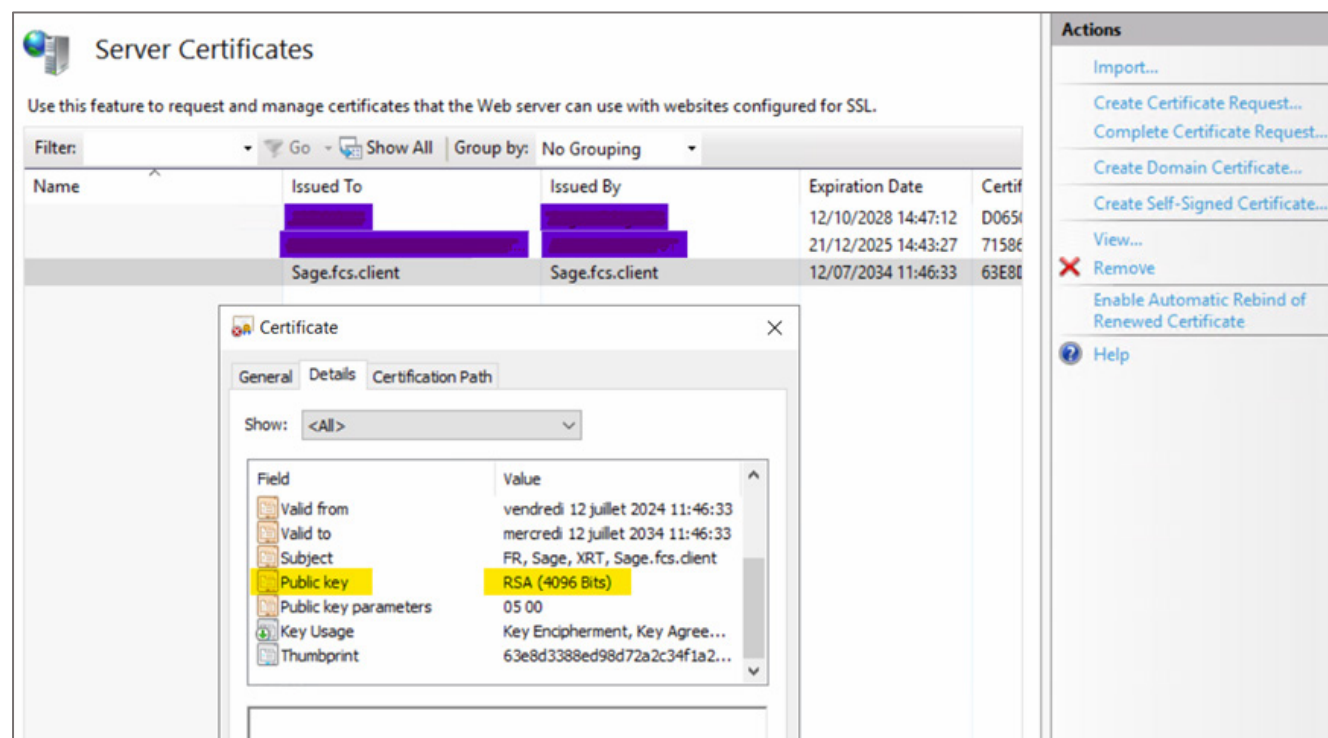 Server Certificates
Use this feature to request and manage certificates that the Web server can use with websites configured for SSL.
Filter: Go Show All Group by: No Grouping
Name Issued To Issued By Expiration Date Certif
12/10/2028 14:47:12 D0650
21/12/2025 14:43:27 71586
Sage.fcs.client Sage.fcs.client 12/07/2034 11:46:33 63E8D
Certificate
General Details Certification Path
Show: <All>
Field Value
Valid from vendredi 12 juillet 2024 11:46:33
Valid to mercredi 12 juillet 2034 11:46:33
Subject FR, Sage, XRT, Sage.fcs.client
Public key RSA (4096 Bits)
Public key parameters 05 00
Key Usage Key Encipherment, Key Agree...
Thumbprint 63e8d3388ed98d72a2c34f1a2...
Actions
Import...
Create Certificate Request...
Complete Certificate Request...
Create Domain Certificate...
Create Self-Signed Certificate...
View...
Remove
Enable Automatic Rebind of
Renewed Certificate
Help